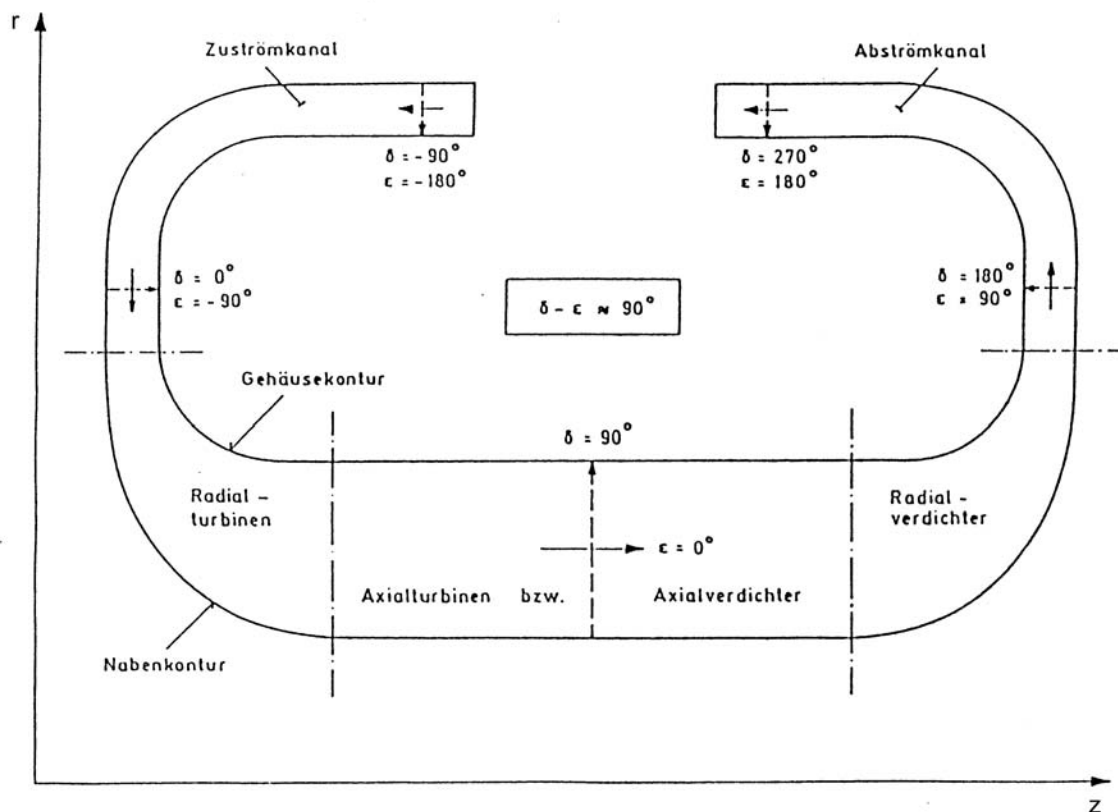 r
Zuströmkanal
Abströmkanal
δ = -90°
ε = -180°
δ = 270°
ε = 180°
δ = 0°
ε = -90°
δ - ε ≈ 90°
δ = 180°
ε = 90°
Gehäusekontur
δ = 90°
Radial -
turbinen
Radial -
verdichter
ε = 0°
Axialturbinen bzw. Axialverdichter
Nabenkontur
z